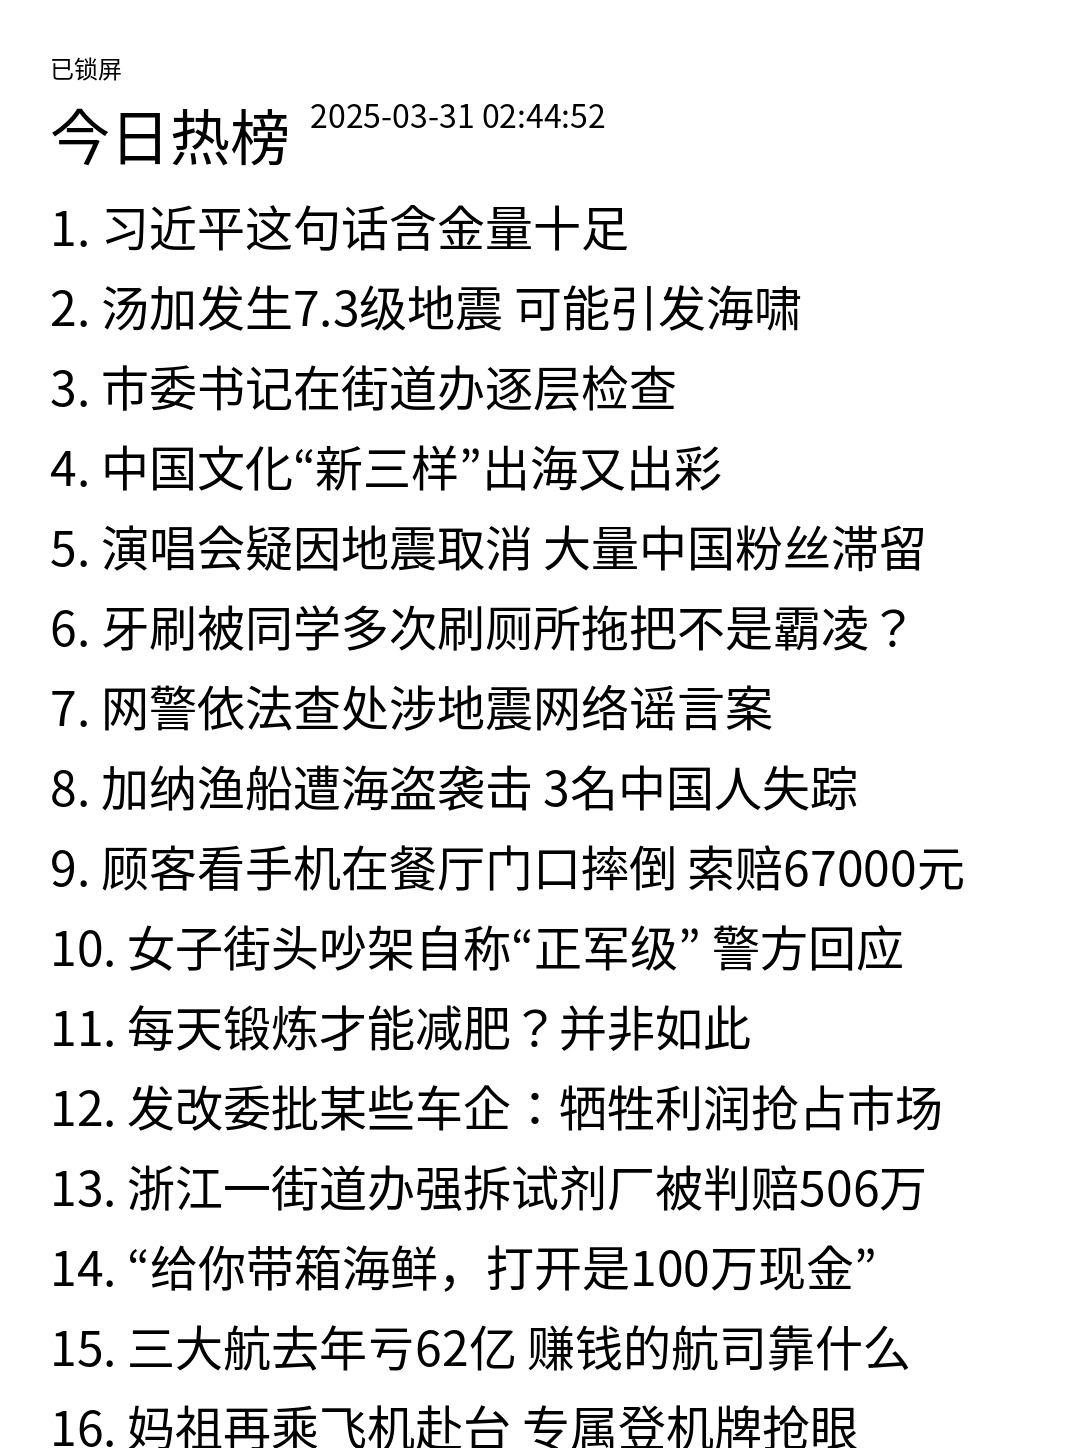 已锁屏
今日热榜 2025-03-31 02:44:52
1. 习近平这句话含金量十足
2. 汤加发生7.3级地震 可能引发海啸
3. 市委书记在街道办逐层检查
4. 中国文化“新三样”出海又出彩
5. 演唱会疑因地震取消 大量中国粉丝滞留
6. 牙刷被同学多次刷厕所拖把不是霸凌？
7. 网警依法查处涉地震网络谣言案
8. 加纳渔船遭海盗袭击 3名中国人失踪
9. 顾客看手机在餐厅门口摔倒 索赔67000元
10. 女子街头吵架自称“正军级” 警方回应
11. 每天锻炼才能减肥？并非如此
12. 发改委批某些车企：牺牲利润抢占市场
13. 浙江一街道办强拆试剂厂被判赔506万
14. “给你带箱海鲜，打开是100万现金”
15. 三大航去年亏62亿 赚钱的航司靠什么
16. 妈祖再乘飞机赴台 专属登机牌抢眼